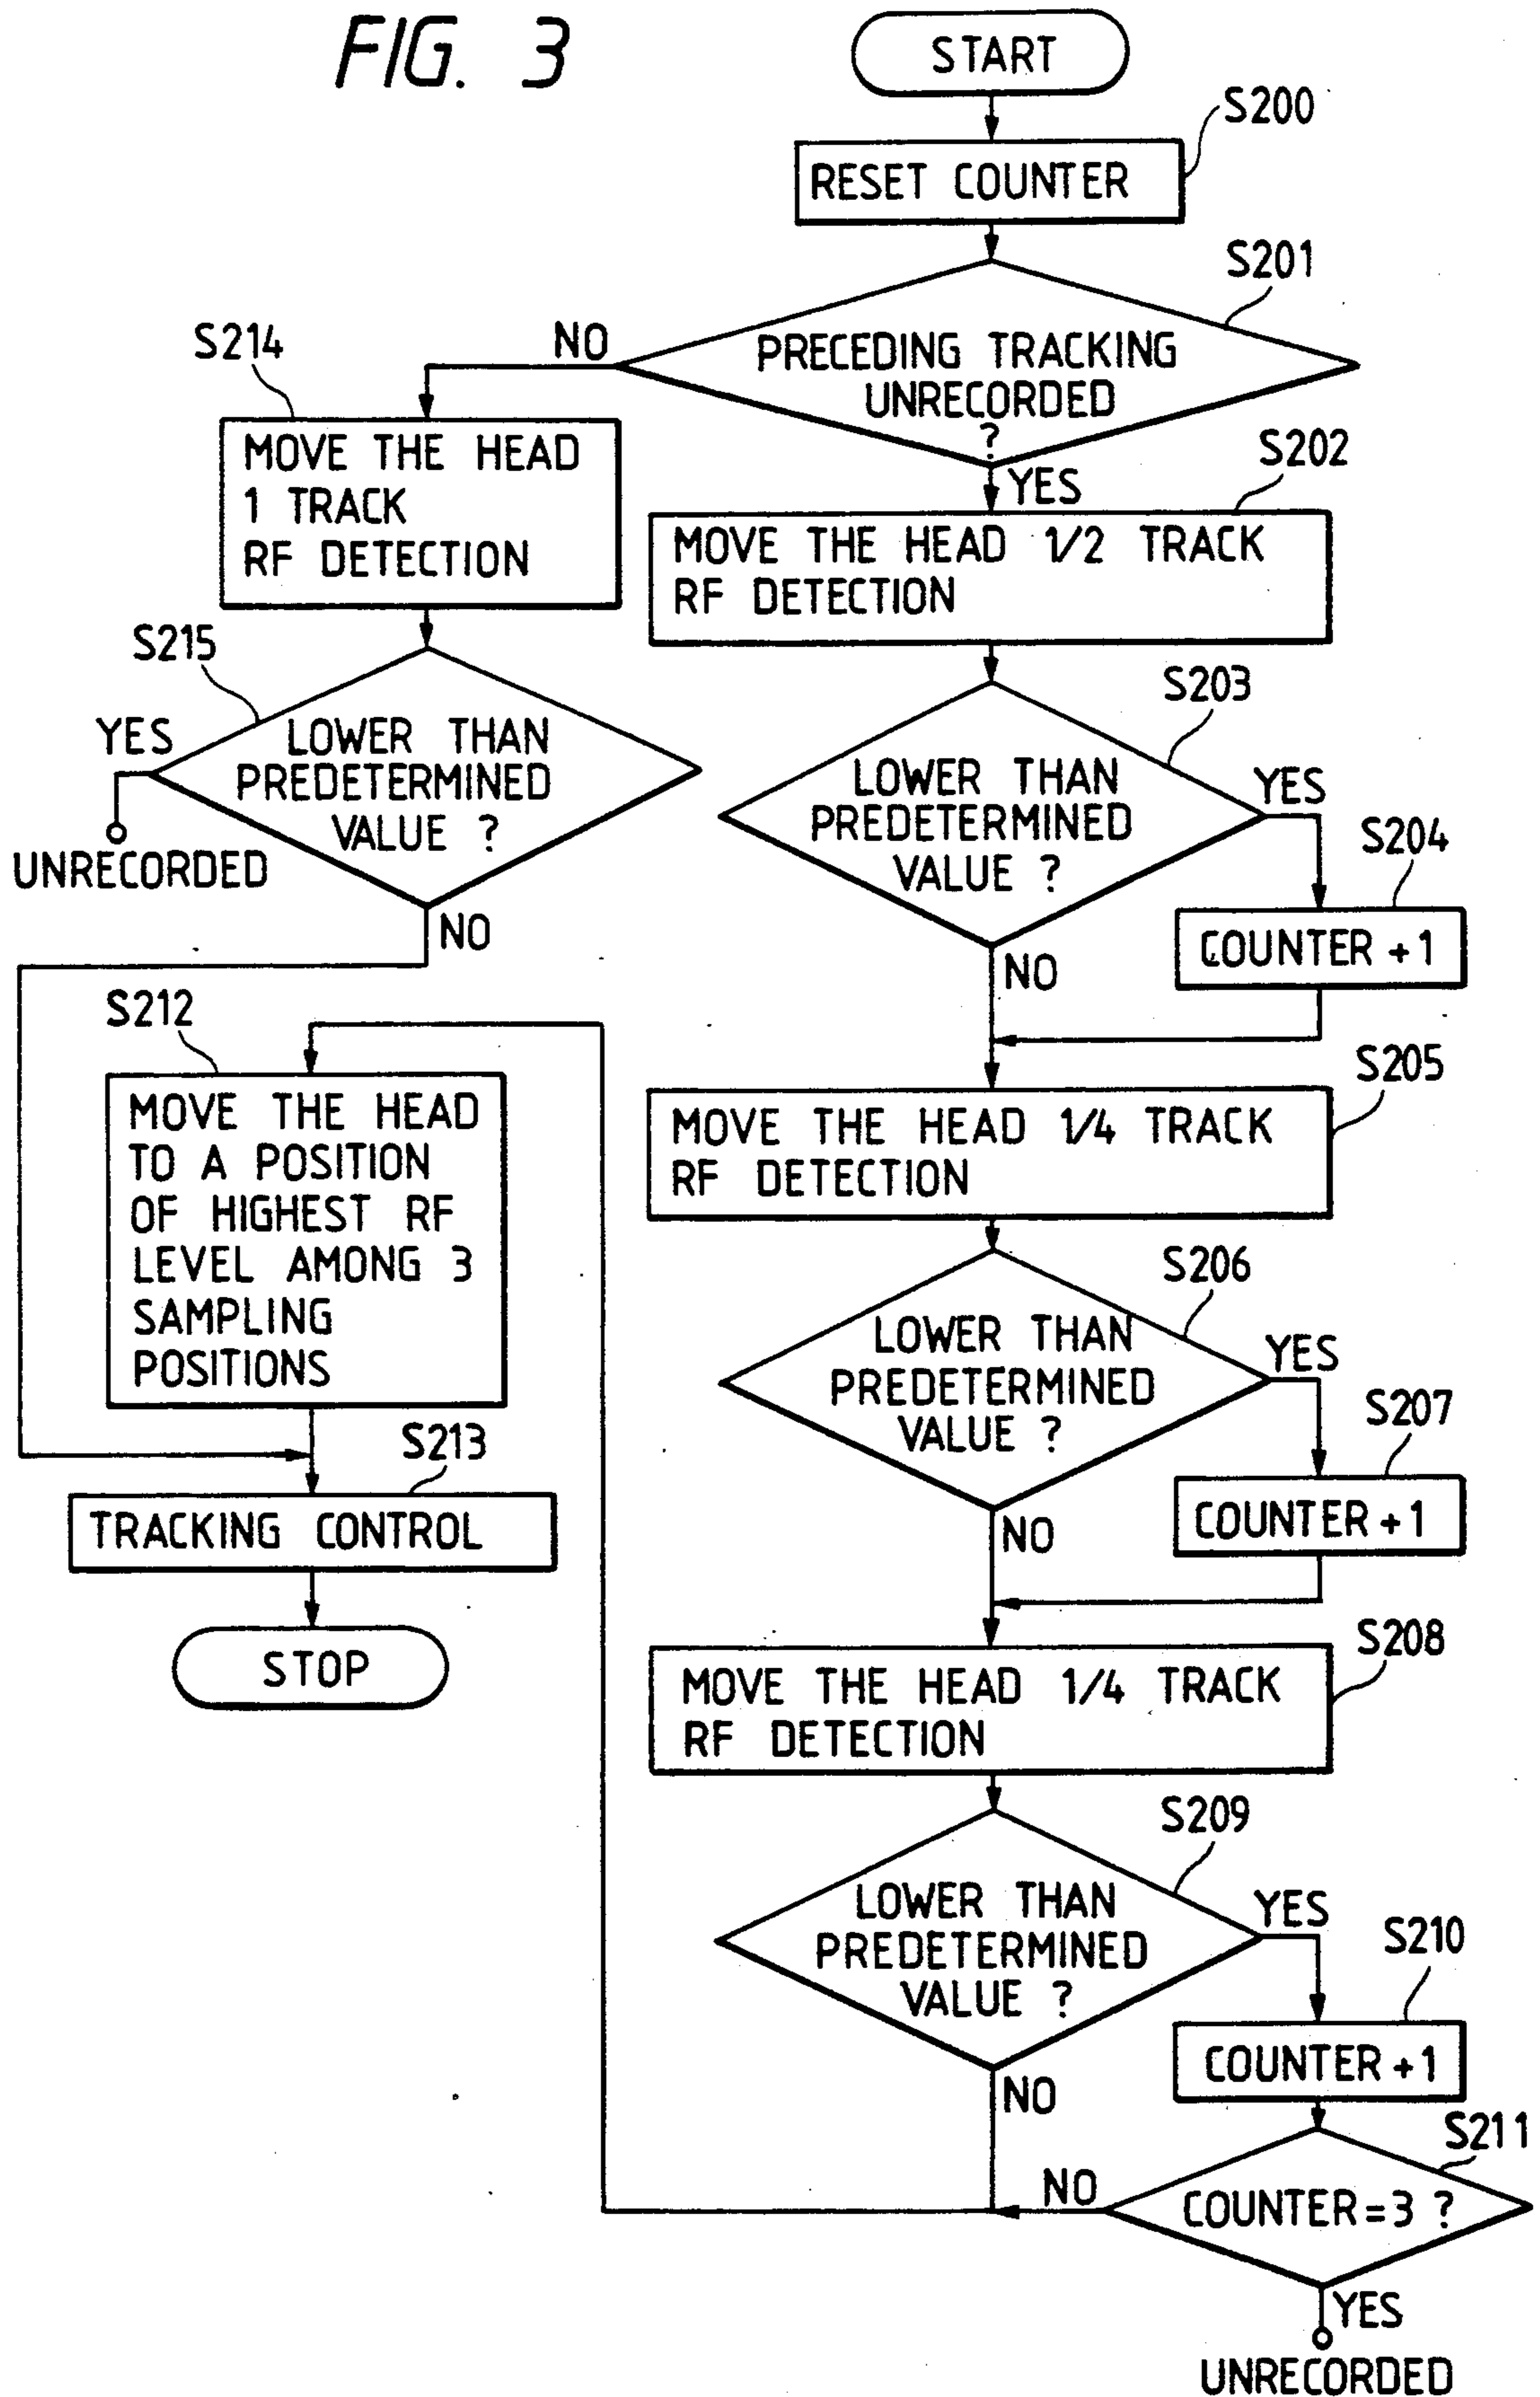 FIG. 3
START
S200
RESET COUNTER
S201
PRECEDING TRACKING
UNRECORDED
?
NO
YES
S214
MOVE THE HEAD
1 TRACK
RF DETECTION
S202
MOVE THE HEAD 1/2 TRACK
RF DETECTION
S215
LOWER THAN
PREDETERMINED
VALUE ?
YES
UNRECORDED
NO
S203
LOWER THAN
PREDETERMINED
VALUE ?
YES
NO
S204
COUNTER +1
S205
MOVE THE HEAD 1/4 TRACK
RF DETECTION
S206
LOWER THAN
PREDETERMINED
VALUE ?
YES
NO
S207
COUNTER +1
S208
MOVE THE HEAD 1/4 TRACK
RF DETECTION
S209
LOWER THAN
PREDETERMINED
VALUE ?
YES
NO
S210
COUNTER +1
S211
COUNTER=3 ?
NO
YES
UNRECORDED
S212
MOVE THE HEAD
TO A POSITION
OF HIGHEST RF
LEVEL AMONG 3
SAMPLING
POSITIONS
S213
TRACKING CONTROL
STOP